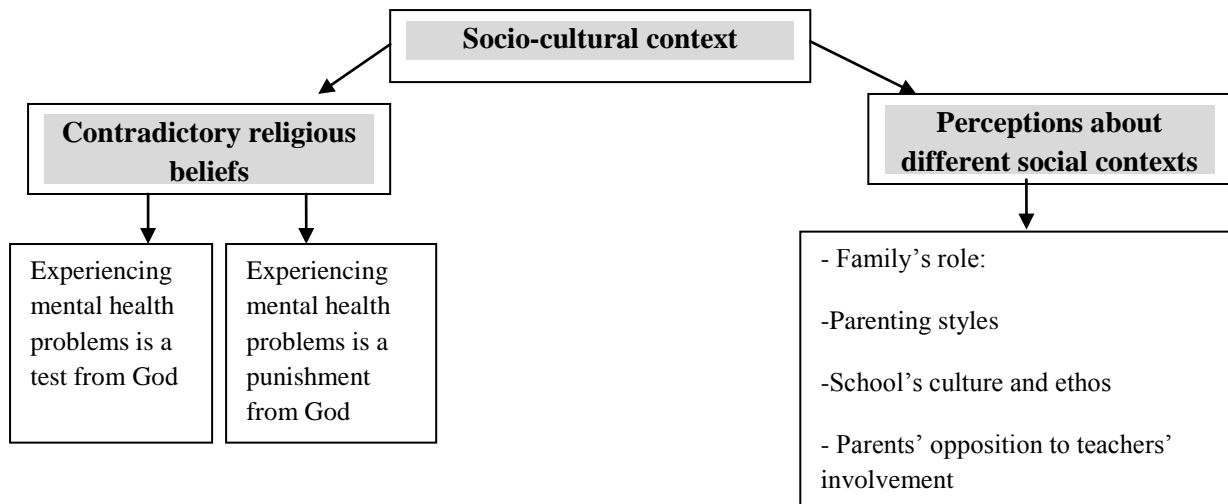 Socio-cultural context
Contradictory religious
beliefs
Perceptions about
different social contexts
Experiencing
mental health
problems is a
test from God
Experiencing
mental health
problems is a
punishment
from God
- Family’s role:
-Parenting styles
-School’s culture and ethos
- Parents’ opposition to teachers’
involvement